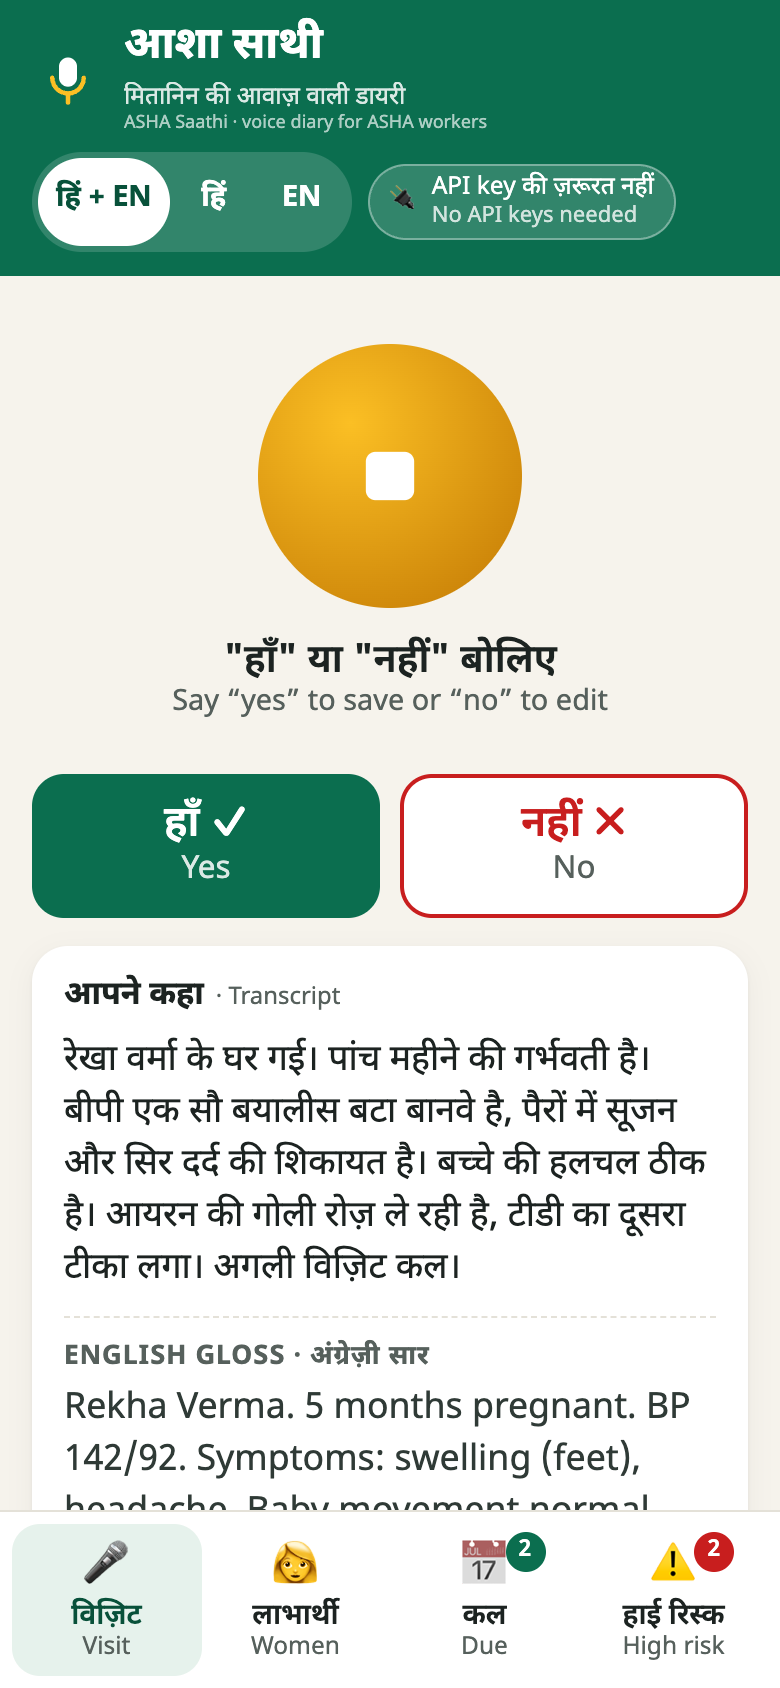 आशा साथी
मितानिन की आवाज़ वाली डायरी
ASHA Saathi · voice diary for ASHA workers
हिं + EN
हिं
EN
API key की ज़रूरत नहीं
No API keys needed
"हाँ" या "नहीं" बोलिए
Say “yes” to save or “no” to edit
हाँ ✓
Yes
नहीं ✕
No
आपने कहा · Transcript
रेखा वर्मा के घर गई। पांच महीने की गर्भवती है।
बीपी एक सौ बयालीस बटा बानवे है, पैरों में सूजन
और सिर दर्द की शिकायत है। बच्चे की हलचल ठीक
है। आयरन की गोली रोज़ ले रही है, टीडी का दूसरा
टीका लगा। अगली विज़िट कल।
ENGLISH GLOSS · अंग्रेज़ी सार
Rekha Verma. 5 months pregnant. BP
142/92. Symptoms: swelling (feet),
headache. Baby movement normal.
विज़िट
Visit
लाभार्थी
Women
JUL
17
2
कल
Due
2
हाई रिस्क
High risk